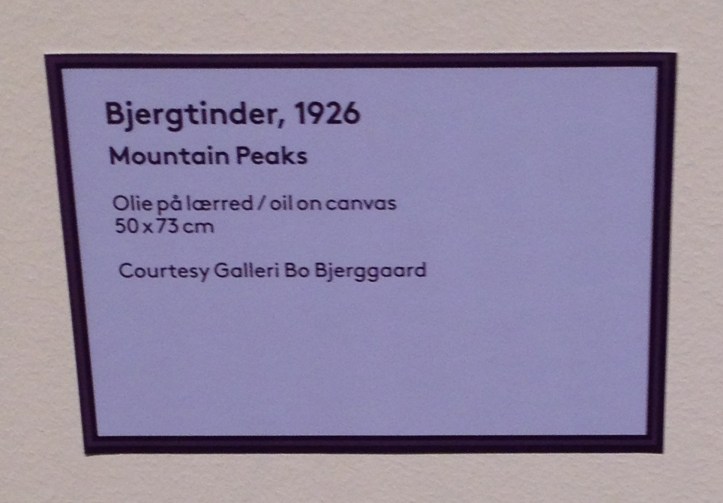 Bjergtinder, 1926
Mountain Peaks
Olie på lærred / oil on canvas
50 x 73 cm
Courtesy Galleri Bo Bjerggaard